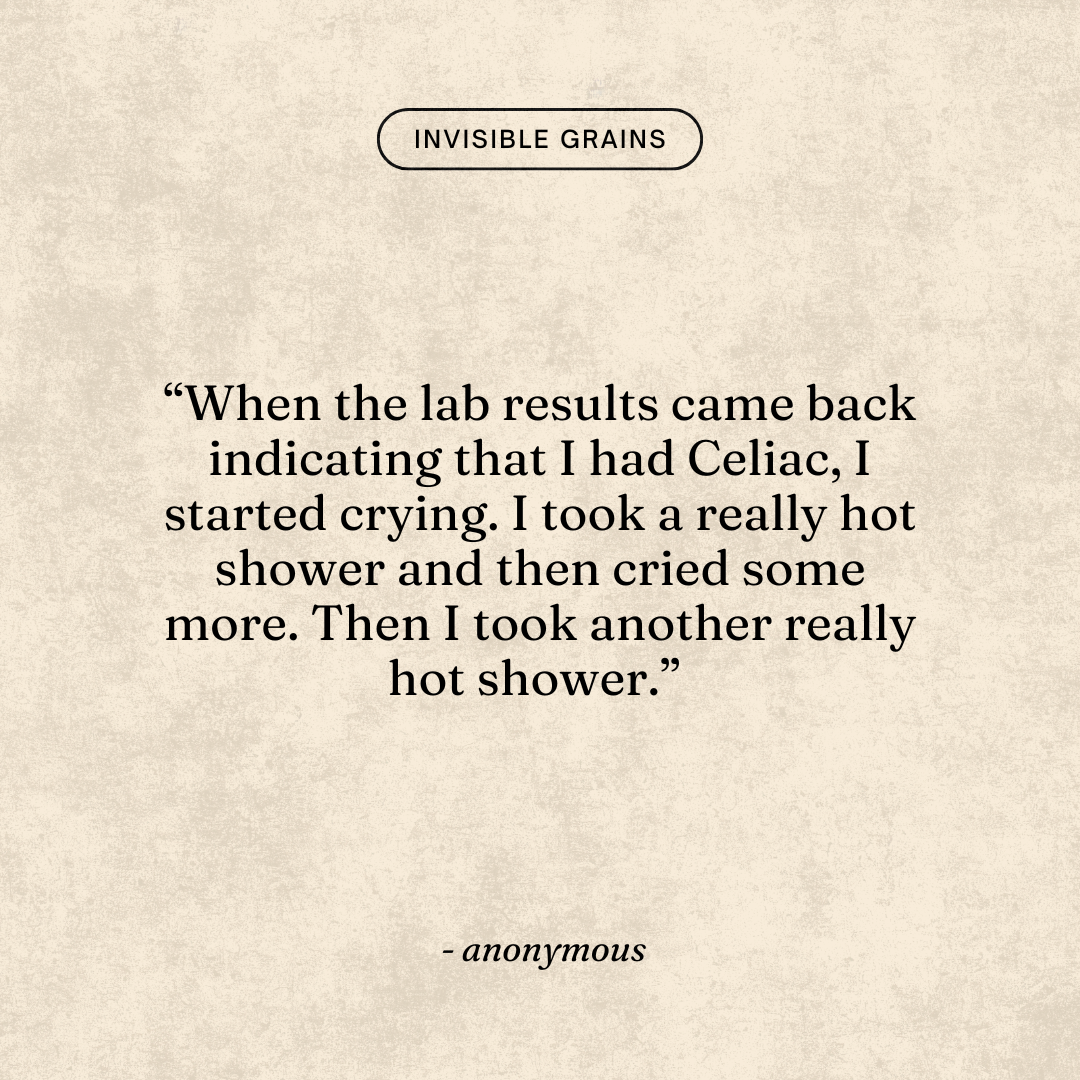 INVISIBLE GRAINS
“When the lab results came back
indicating that I had Celiac, I
started crying. I took a really hot
shower and then cried some
more. Then I took another really
hot shower.”
- anonymous